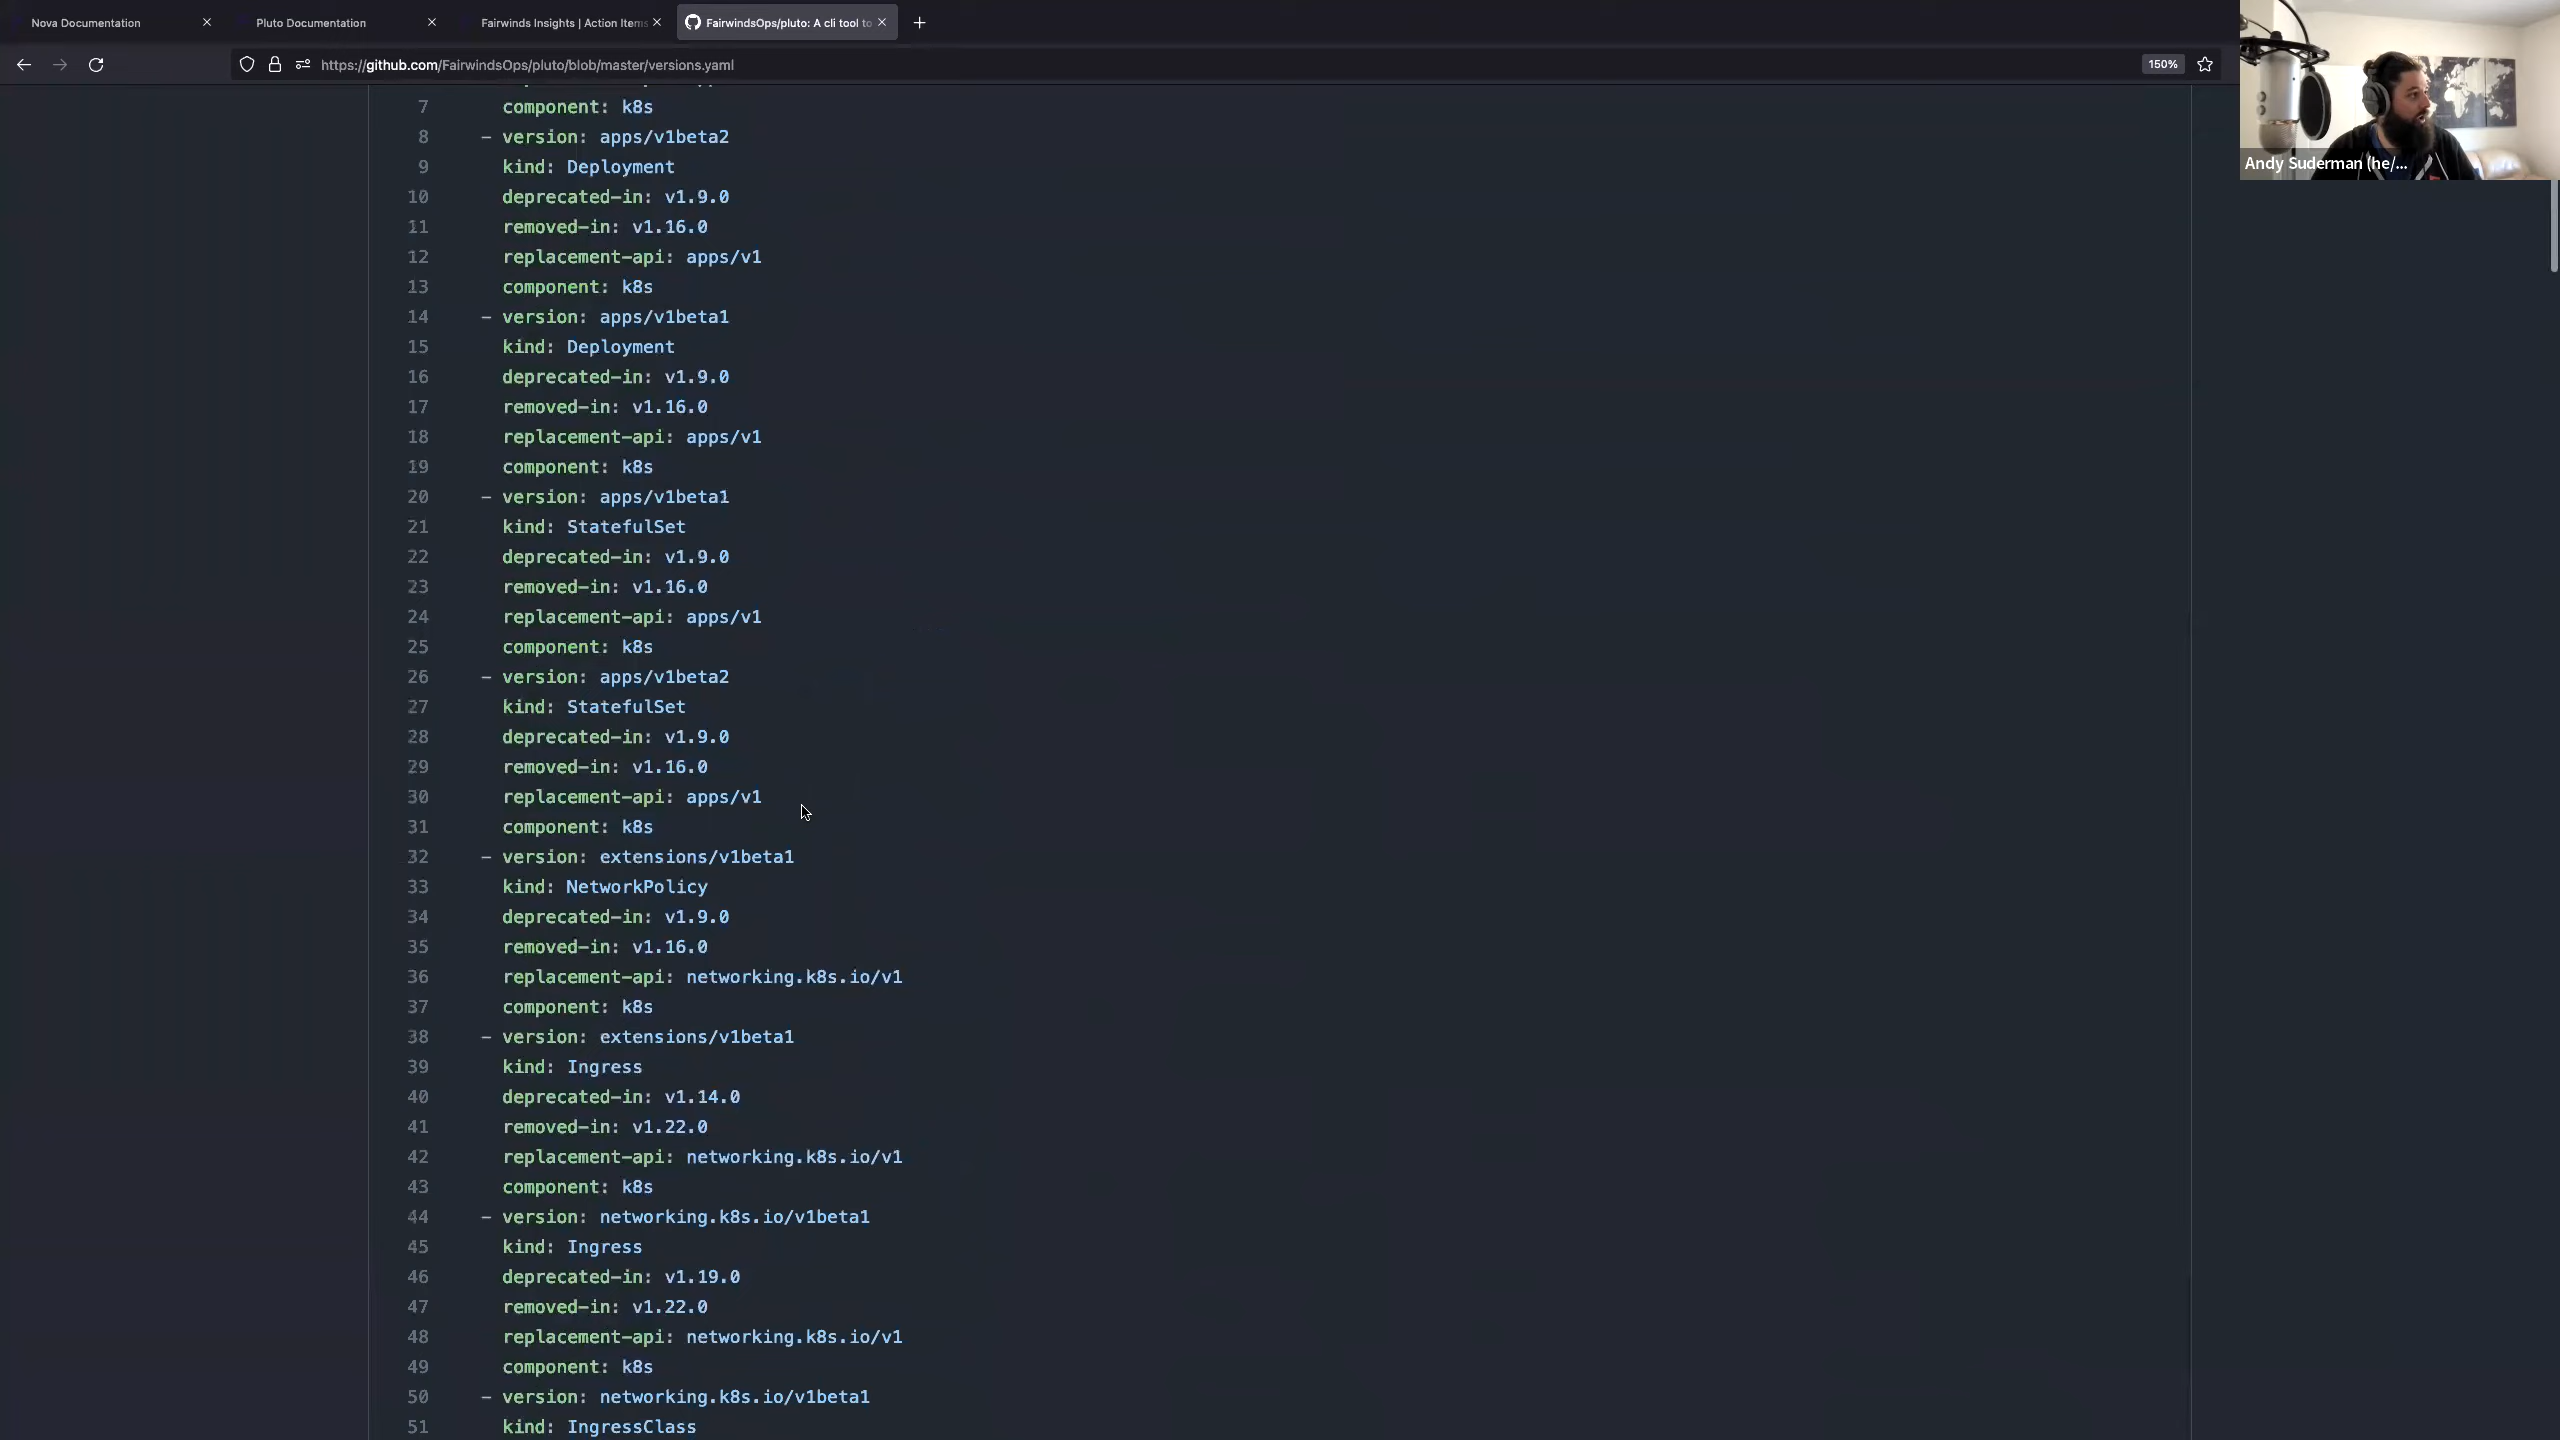 Nova Documentation
Pluto Documentation
Fairwinds Insights | Action Items
FairwindsOps/pluto: A cli tool to
https://github.com/FairwindsOps/pluto/blob/master/versions.yaml
150%
Andy Suderman (he/...
7 component: k8s
8 - version: apps/v1beta2
9 kind: Deployment
10 deprecated-in: v1.9.0
11 removed-in: v1.16.0
12 replacement-api: apps/v1
13 component: k8s
14 - version: apps/v1beta1
15 kind: Deployment
16 deprecated-in: v1.9.0
17 removed-in: v1.16.0
18 replacement-api: apps/v1
19 component: k8s
20 - version: apps/v1beta1
21 kind: StatefulSet
22 deprecated-in: v1.9.0
23 removed-in: v1.16.0
24 replacement-api: apps/v1
25 component: k8s
26 - version: apps/v1beta2
27 kind: StatefulSet
28 deprecated-in: v1.9.0
29 removed-in: v1.16.0
30 replacement-api: apps/v1
31 component: k8s
32 - version: extensions/v1beta1
33 kind: NetworkPolicy
34 deprecated-in: v1.9.0
35 removed-in: v1.16.0
36 replacement-api: networking.k8s.io/v1
37 component: k8s
38 - version: extensions/v1beta1
39 kind: Ingress
40 deprecated-in: v1.14.0
41 removed-in: v1.22.0
42 replacement-api: networking.k8s.io/v1
43 component: k8s
44 - version: networking.k8s.io/v1beta1
45 kind: Ingress
46 deprecated-in: v1.19.0
47 removed-in: v1.22.0
48 replacement-api: networking.k8s.io/v1
49 component: k8s
50 - version: networking.k8s.io/v1beta1
51 kind: IngressClass